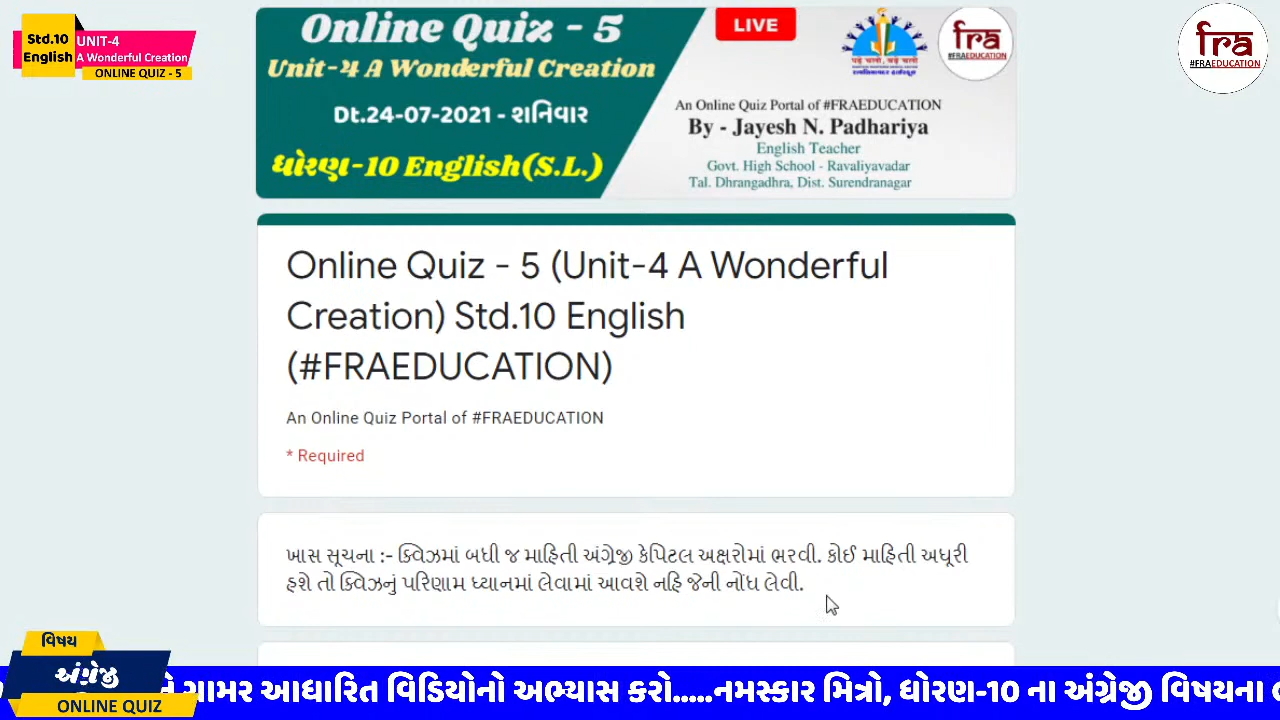 Std.10
English
UNIT-4
A Wonderful Creation
ONLINE QUIZ - 5
Online Quiz - 5
Unit-4 A Wonderful Creation
Dt.24-07-2021 - શનિવાર
ધોરણ-10 English(S.L.)
LIVE
fra
#FRAEDUCATION
An Online Quiz Portal of #FRAEDUCATION
By - Jayesh N. Padhariya
English Teacher
Govt. High School - Ravaliyavadar
Tal. Dhrangadhra, Dist. Surendranagar
fra
#FRAEDUCATION
Online Quiz - 5 (Unit-4 A Wonderful
Creation) Std.10 English
(#FRAEDUCATION)
An Online Quiz Portal of #FRAEDUCATION
* Required
ખાસ સૂચના :- ક્વિઝમાં બધી જ માહિતી અંગ્રેજી કેપિટલ અક્ષરોમાં ભરવી. કોઈ માહિતી અધૂરી
હશે તો ક્વિઝનું પરિણામ ધ્યાનમાં લેવામાં આવશે નહિ જેની નોંધ લેવી.
વિષય
અંગ્રેજી
ONLINE QUIZ
ગ્રામર આધારિત વિડિયોનો અભ્યાસ કરો.....નમસ્કાર મિત્રો, ધોરણ-10 ના અંગ્રેજી વિષયના